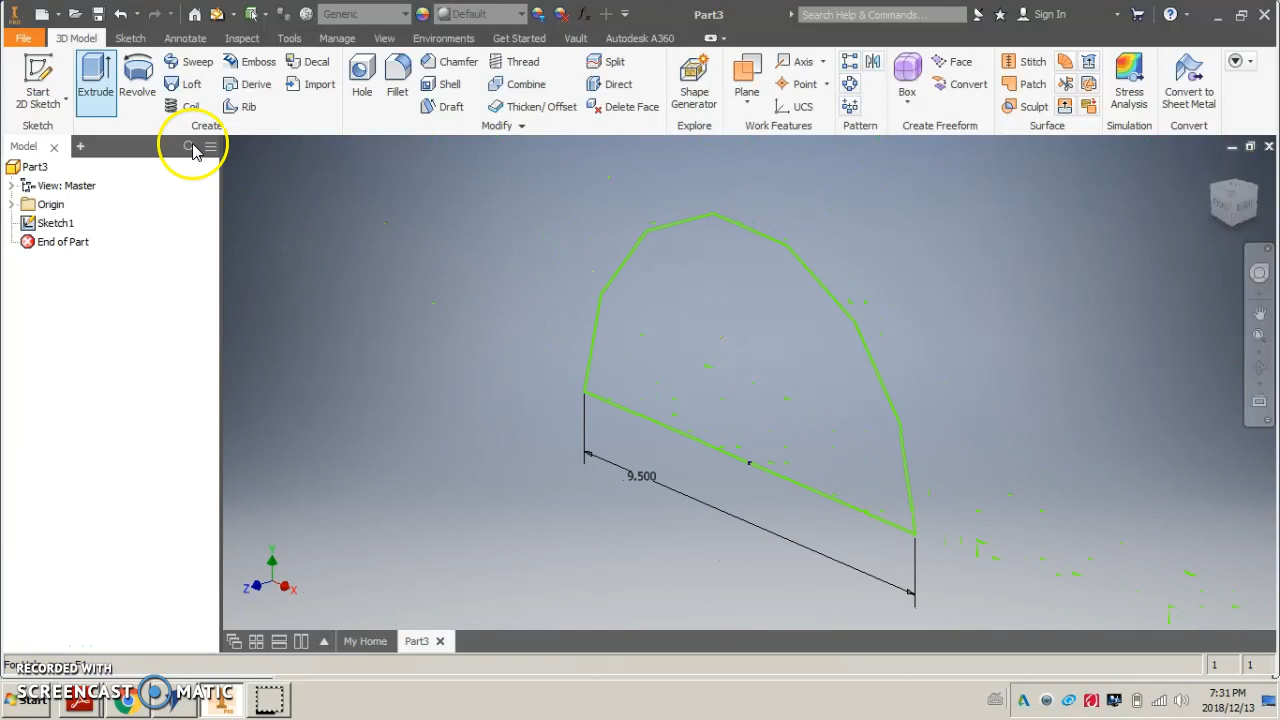 PRO Generic Default fx Part3 Search Help & Commands... Sign In ?
File 3D Model Sketch Annotate Inspect Tools Manage View Environments Get Started Vault Autodesk A360
Start
2D Sketch
Extrude
Revolve
Sweep
Loft
Coil
Emboss
Derive
Rib
Decal
Import
Hole
Fillet
Chamfer
Shell
Draft
Thread
Combine
Thicken/ Offset
Split
Direct
Delete Face
Shape
Generator
Plane
Axis
Point
UCS
Box
Face
Convert
Stitch
Patch
Sculpt
Stress
Analysis
Convert to
Sheet Metal
Sketch Create Modify Explore Work Features Pattern Create Freeform Surface Simulation Convert
Model
Part3
View: Master
Origin
Sketch1
End of Part
9.500
Y
Z
X
My Home Part3
1 1
RECORDED WITH
SCREENCAST MATIC
Start
PRO
7:31 PM
2018/12/13